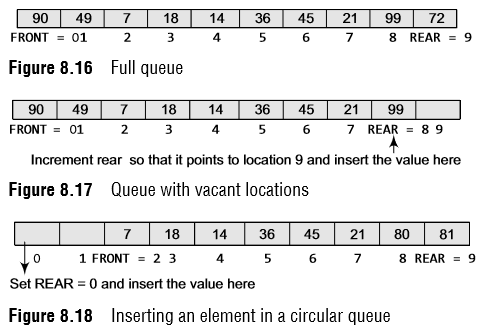 90 49 7 18 14 36 45 21 99 72
FRONT = 01 2 3 4 5 6 7 8 REAR = 9
Figure 8.16 Full queue
90 49 7 18 14 36 45 21 99
FRONT = 01 2 3 4 5 6 7 REAR = 8 9
Increment rear so that it points to location 9 and insert the value here
Figure 8.17 Queue with vacant locations
7 18 14 36 45 21 80 81
0 1 FRONT = 2 3 4 5 6 7 8 REAR = 9
Set REAR = 0 and insert the value here
Figure 8.18 Inserting an element in a circular queue